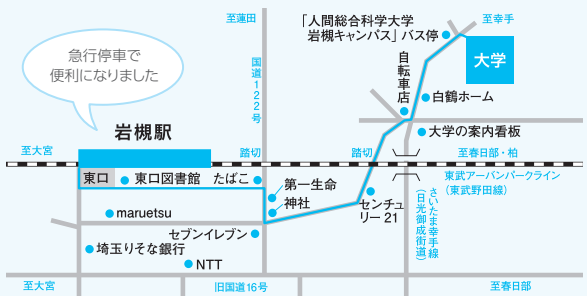 至蓮田
「人間総合科学大学
岩槻キャンパス」バス停
至幸手
大学
急行停車で
便利になりました
国道122号
自転車店
白鶴ホーム
大学の案内看板
岩槻駅
至大宮
踏切
踏切
至春日部・柏
東武アーバンパークライン
(東武野田線)
東口
東口図書館
たばこ
第一生命
神社
センチュ
リー21
さいたま幸手線
(日光御成街道)
maruetsu
セブンイレブン
埼玉りそな銀行
NTT
至大宮
旧国道16号
至春日部